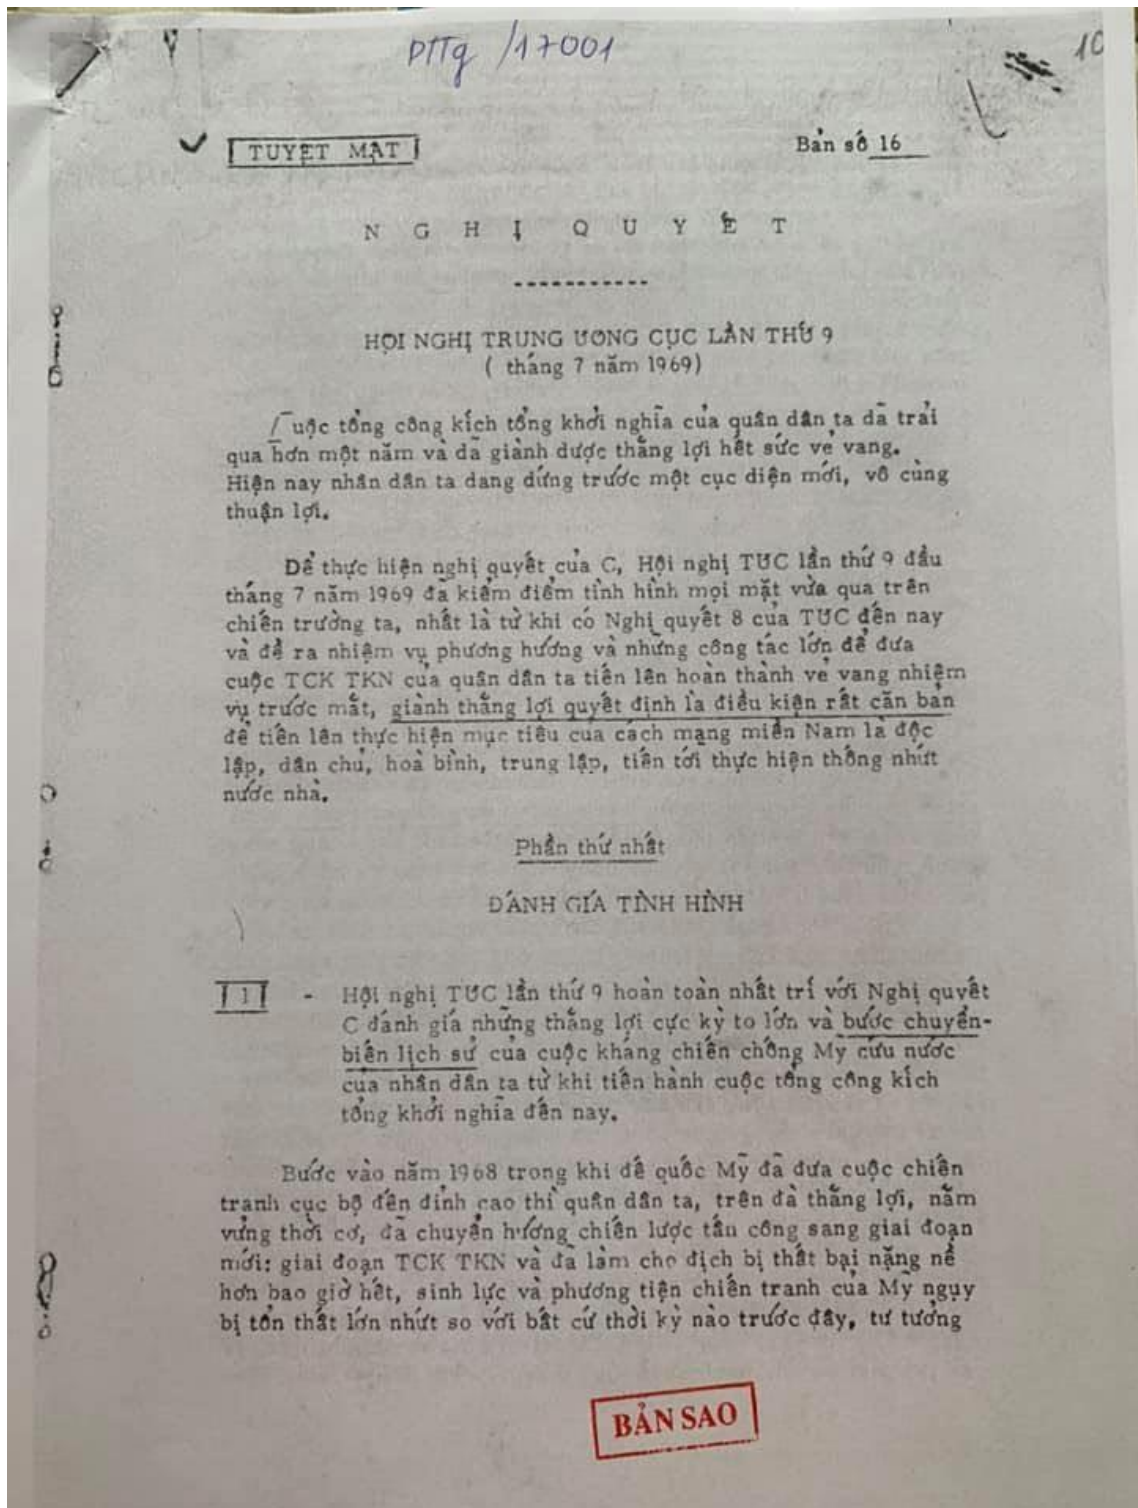 PTTg /17001
10
TUYỆT MẬT
Bản số 16
NGHỊ QUYẾT
HỘI NGHỊ TRUNG ƯƠNG CỤC LẦN THỨ 9
( tháng 7 năm 1969)
uộc tổng công kích tổng khởi nghĩa của quân dân ta đã trải
qua hơn một năm và đã giành được thắng lợi hết sức vẻ vang.
Hiện nay nhân dân ta đang đứng trước một cục diện mới, vô cùng
thuận lợi.
Để thực hiện nghị quyết của C, Hội nghị TƯC lần thứ 9 đầu
tháng 7 năm 1969 đã kiểm điểm tình hình mọi mặt vừa qua trên
chiến trường ta, nhất là từ khi có Nghị quyết 8 của TƯC đến nay
và đề ra nhiệm vụ phương hướng và những công tác lớn để đưa
cuộc TCK TKN của quân dân ta tiến lên hoàn thành vẻ vang nhiệm
vụ trước mắt, giành thắng lợi quyết định là điều kiện rất căn bản
để tiến lên thực hiện mục tiêu của cách mạng miền Nam là độc
lập, dân chủ, hoà bình, trung lập, tiến tới thực hiện thống nhứt
nước nhà.
Phần thứ nhất
ĐÁNH GÍA TÌNH HÌNH
1 - Hội nghị TƯC lần thứ 9 hoàn toàn nhất trí với Nghị quyết
C đánh giá những thắng lợi cực kỳ to lớn và bước chuyển-
biến lịch sử của cuộc kháng chiến chống Mỹ cứu nước
của nhân dân ta từ khi tiến hành cuộc tổng công kích
tổng khởi nghĩa đến nay.
Bước vào năm 1968 trong khi đế quốc Mỹ đã đưa cuộc chiến
tranh cục bộ đến đỉnh cao thì quân dân ta, trên đà thắng lợi, nắm
vững thời cơ, đã chuyển hướng chiến lược tấn công sang giai đoạn
mới: giai đoạn TCK TKN và đã làm cho địch bị thất bại nặng nề
hơn bao giờ hết, sinh lực và phương tiện chiến tranh của Mỹ ngụy
bị tổn thất lớn nhứt so với bất cứ thời kỳ nào trước đây, tư tưởng
BẢN SAO